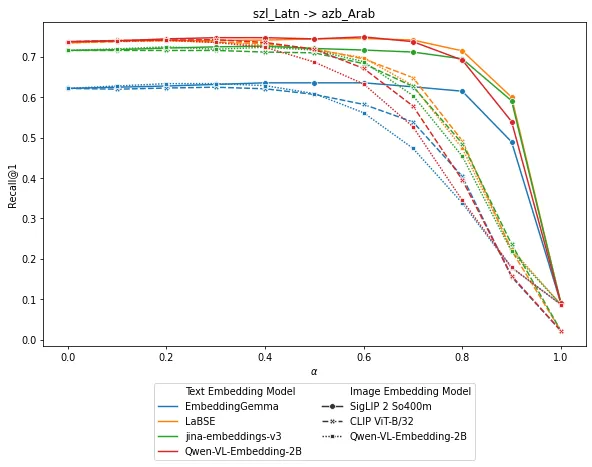 szl_Latn -> azb_Arab
Recall@1
0.7
0.6
0.5
0.4
0.3
0.2
0.1
0.0
0.0 0.2 0.4 0.6 0.8 1.0
α
Text Embedding Model Image Embedding Model
EmbeddingGemma SigLIP 2 So400m
LaBSE CLIP ViT-B/32
jina-embeddings-v3 Qwen-VL-Embedding-2B
Qwen-VL-Embedding-2B